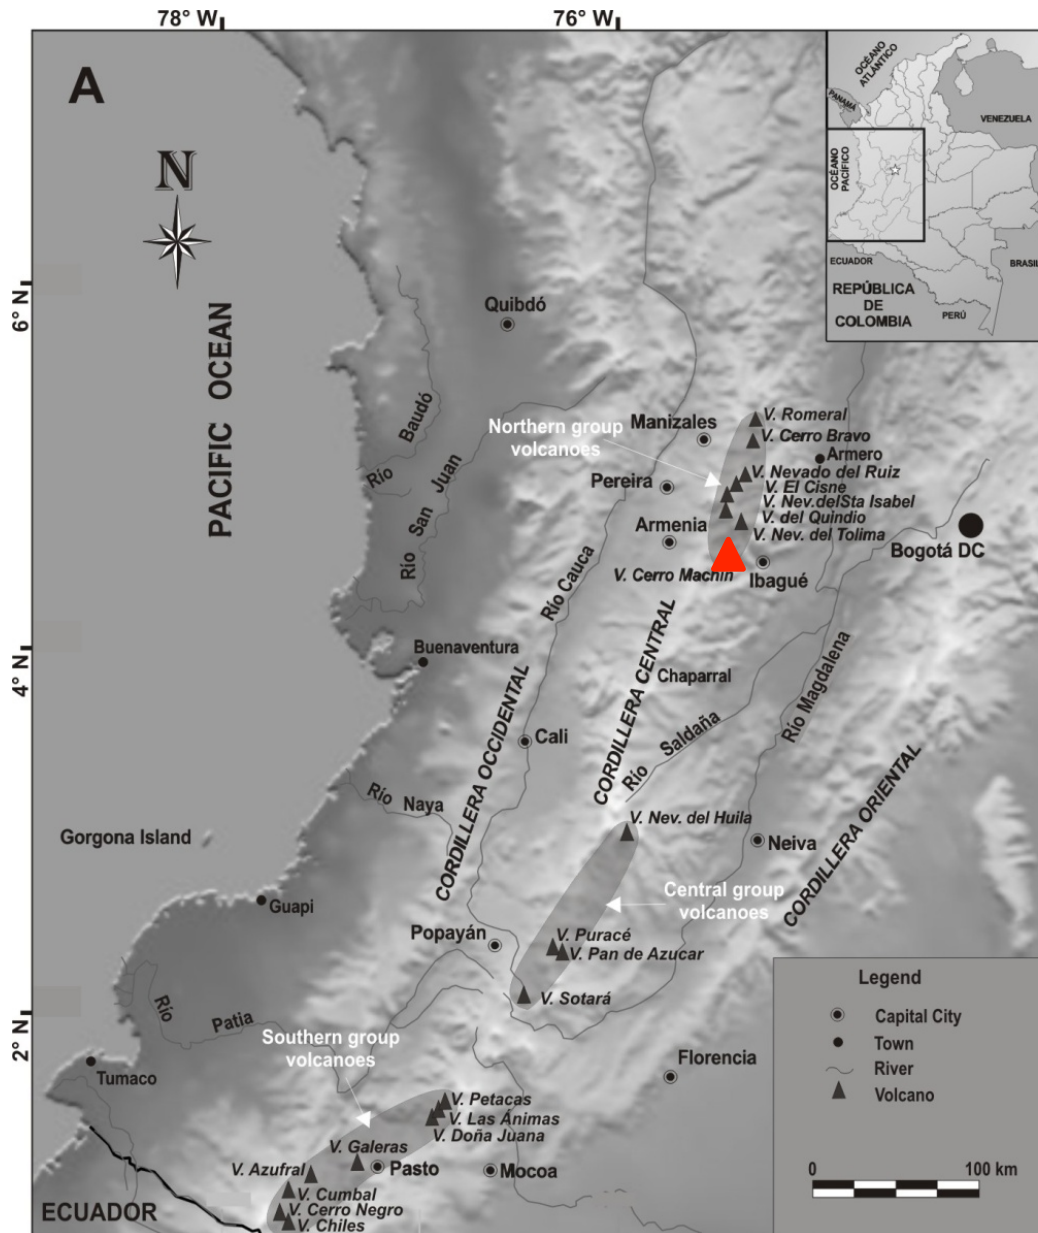 78° W
76° W
A
N
PACIFIC OCEAN
6° N
4° N
2° N
OCÉANO
ATLÁNTICO
PANAMÁ
VENEZUELA
OCÉANO
PACÍFICO
ECUADOR
BRASIL
REPÚBLICA
DE
COLOMBIA
PERÚ
Quibdó
Río Baudó
Río San Juan
Northern group
volcanoes
Manizales
V. Romeral
V. Cerro Bravo
Armero
V. Nevado del Ruiz
Pereira
V. El Cisne
V. Nev.delSta Isabel
Armenia
V. del Quindio
V. Nev. del Tolima
Bogotá DC
V. Cerro Machín
Ibagué
Río Cauca
Buenaventura
CORDILLERA CENTRAL
Chaparral
Río Magdalena
CORDILLERA OCCIDENTAL
Cali
Río Saldaña
Río Naya
CORDILLERA ORIENTAL
V. Nev. del Huila
Gorgona Island
Neiva
Guapi
Central group
volcanoes
Popayán
V. Puracé
V. Pan de Azucar
V. Sotará
Río Patia
Southern group
volcanoes
Florencia
Tumaco
V. Petacas
V. Las Ánimas
V. Doña Juana
V. Galeras
V. Azufral
Pasto
Mocoa
V. Cumbal
V. Cerro Negro
V. Chiles
ECUADOR
Legend
Capital City
Town
River
Volcano
0
100 km